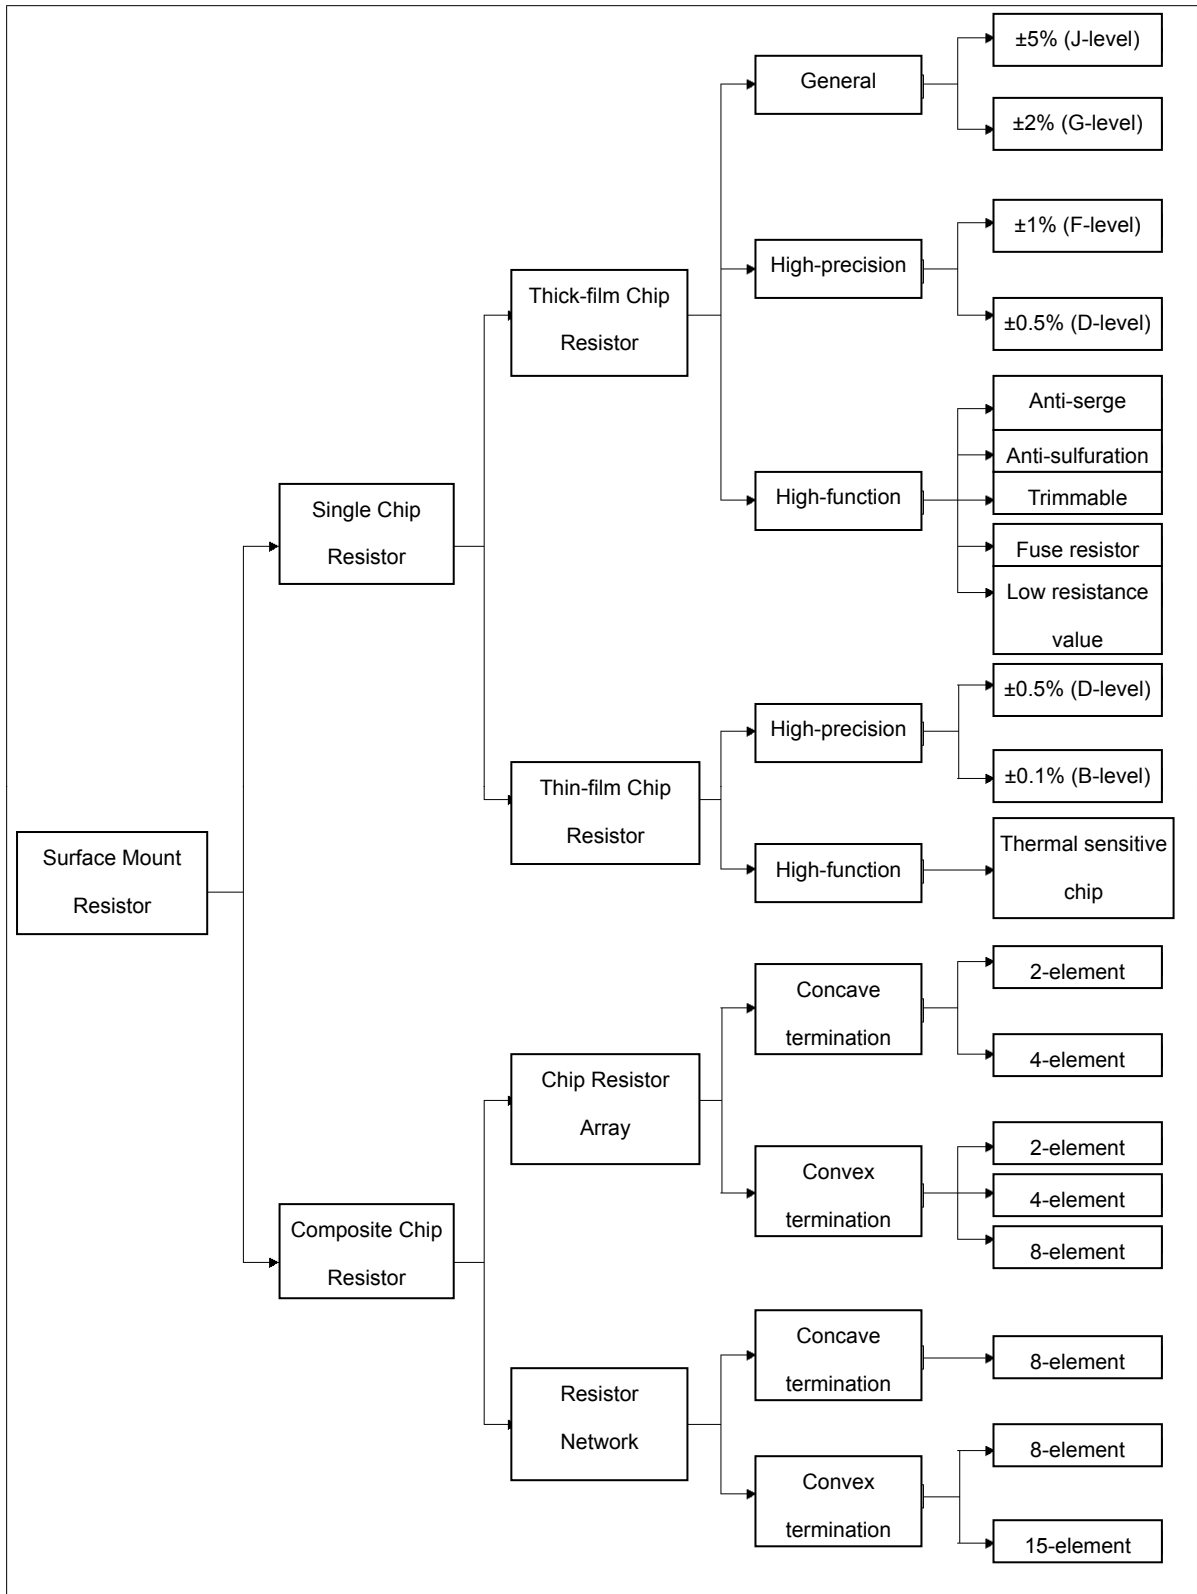 ±5% (J-level)
General
±2% (G-level)
±1% (F-level)
High-precision
Thick-film Chip
Resistor
±0.5% (D-level)
Anti-serge
Anti-sulfuration
High-function
Trimmable
Single Chip
Resistor
Fuse resistor
Low resistance
value
±0.5% (D-level)
High-precision
Thin-film Chip
Resistor
±0.1% (B-level)
Surface Mount
Resistor
High-function
Thermal sensitive
chip
Concave
termination
2-element
4-element
Chip Resistor
Array
Convex
termination
2-element
4-element
8-element
Composite Chip
Resistor
Concave
termination
8-element
Resistor
Network
Convex
termination
8-element
15-element